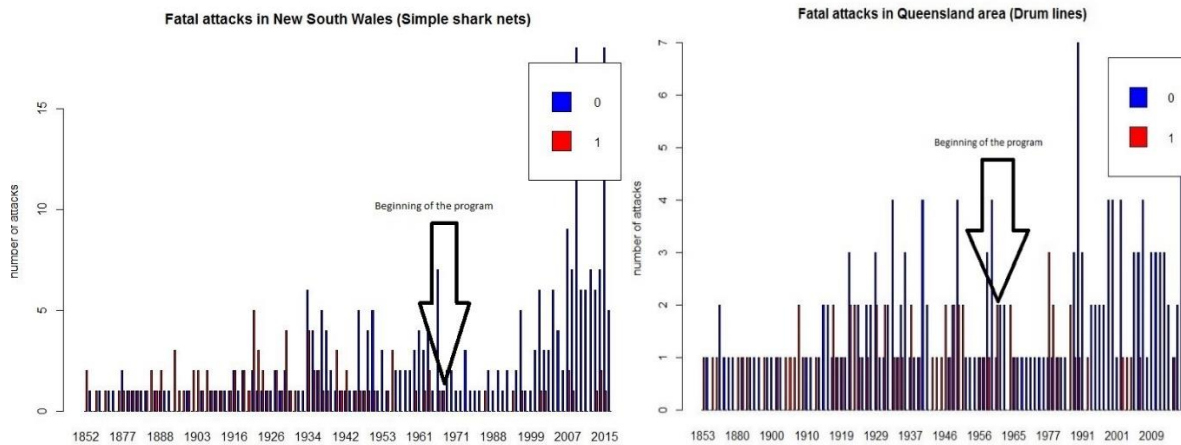 Fatal attacks in New South Wales (Simple shark nets)
number or attacks
15
10
5
0
0
1
Beginning of the program
1852 1877 1888 1903 1916 1926 1934 1942 1953 1961 1971 1988 1999 2007 2015
Fatal attacks in Queensland area (Drum lines)
number of attacks
7
6
5
4
3
2
1
0
0
1
Beginning of the program
1853 1880 1900 1910 1919 1929 1937 1946 1956 1965 1977 1991 2001 2009